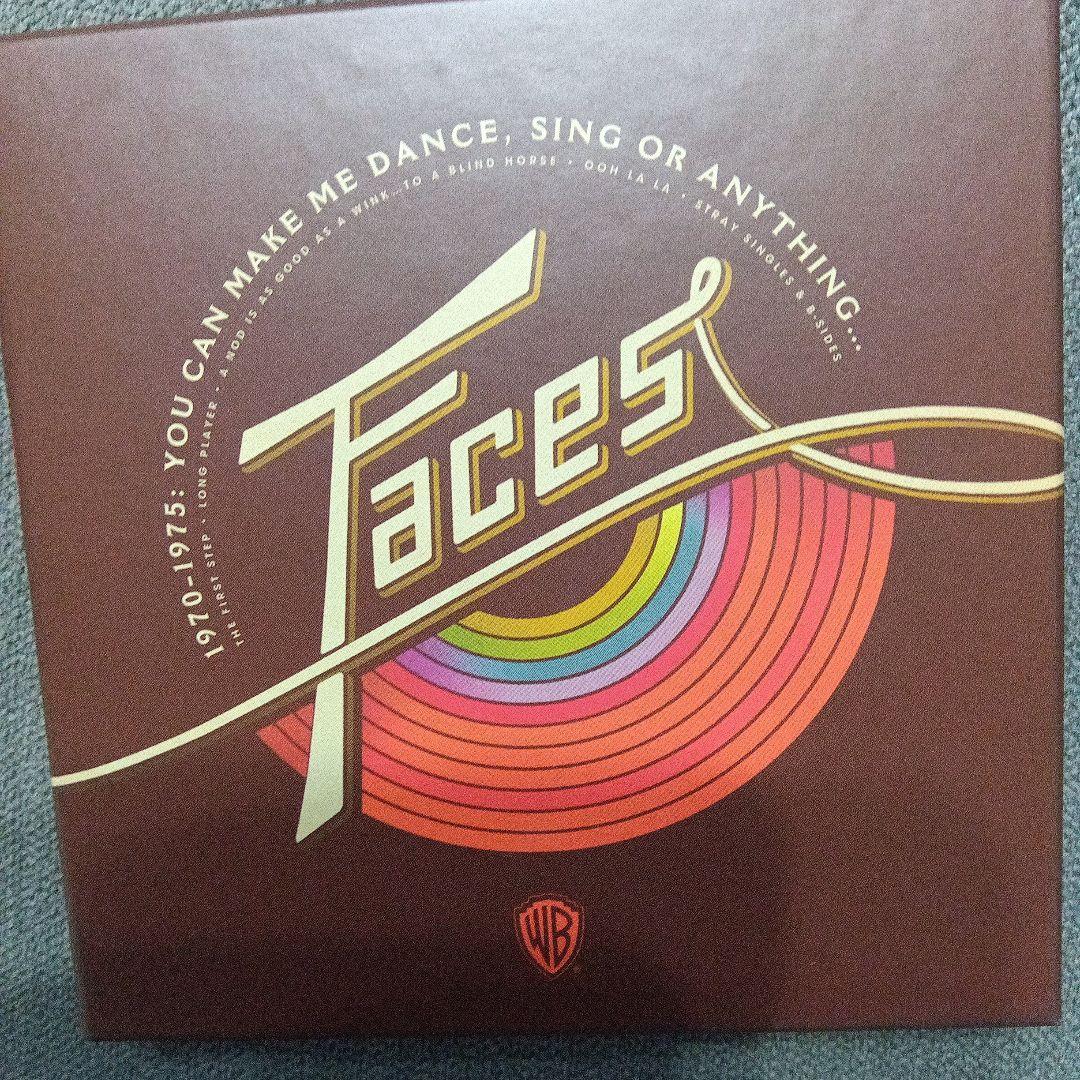 1970-1975: YOU CAN MAKE ME DANCE, SING OR ANYTHING...
THE FIRST STEP • LONG PLAYER • A NOD IS AS GOOD AS A WINK...TO A BLIND HORSE • OOH LA LA • STRAY SINGLES & B-SIDES
Faces
WB